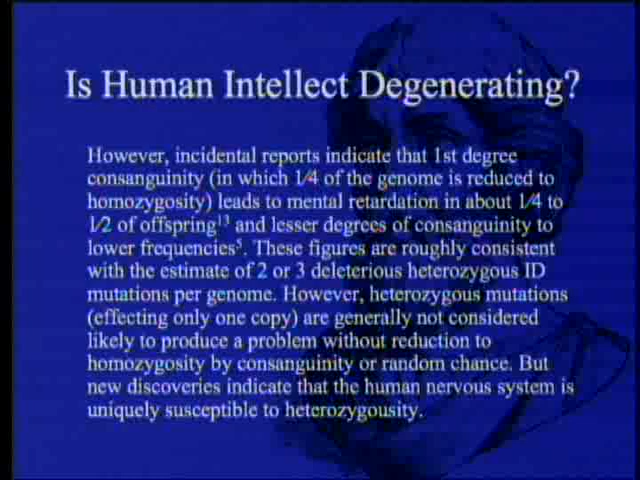 Is Human Intellect Degenerating?
However, incidental reports indicate that 1st degree
consanguinity (in which 1/4 of the genome is reduced to
homozygosity) leads to mental retardation in about 1/4 to
1/2 of offspring¹³ and lesser degrees of consanguinity to
lower frequencies⁵. These figures are roughly consistent
with the estimate of 2 or 3 deleterious heterozygous ID
mutations per genome. However, heterozygous mutations
(effecting only one copy) are generally not considered
likely to produce a problem without reduction to
homozygosity by consanguinity or random chance. But
new discoveries indicate that the human nervous system is
uniquely susceptible to heterozygousity.